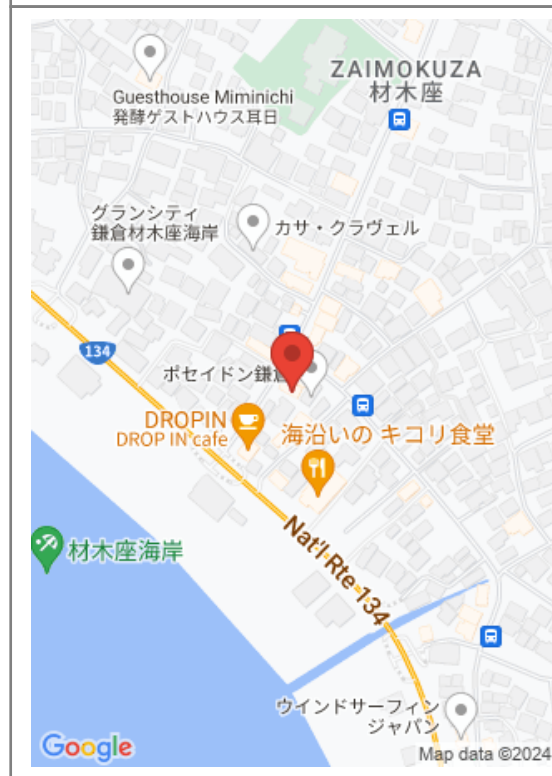 ZAIMOKUZA
材木座
Guesthouse Miminichi
発酵ゲストハウス耳日
グランシティ
鎌倉材木座海岸
カサ・クラヴェル
134
ポセイドン鎌倉
DROPIN
DROP IN cafe
海沿いの キコリ食堂
Nat'l Rte 134
材木座海岸
ウインドサーフィン
ジャパン
Google
Map data ©2024